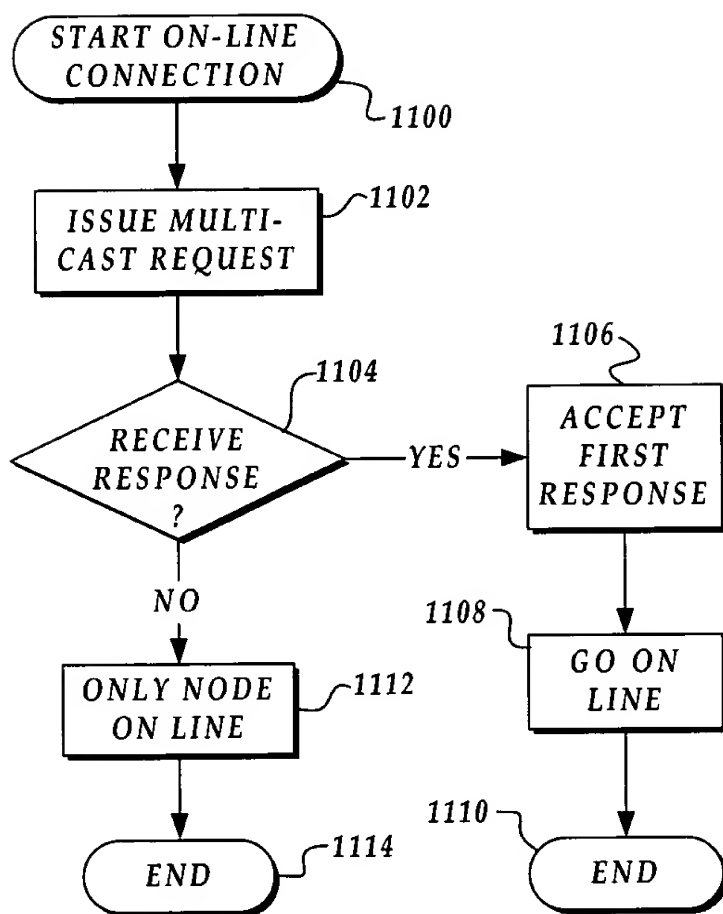 START ON-LINE
CONNECTION
1100
1102
ISSUE MULTI-
CAST REQUEST
1104
RECEIVE
RESPONSE
?
YES
1106
ACCEPT
FIRST
RESPONSE
NO
1108
GO ON
LINE
ONLY NODE
ON LINE
1112
1110
END
END
1114